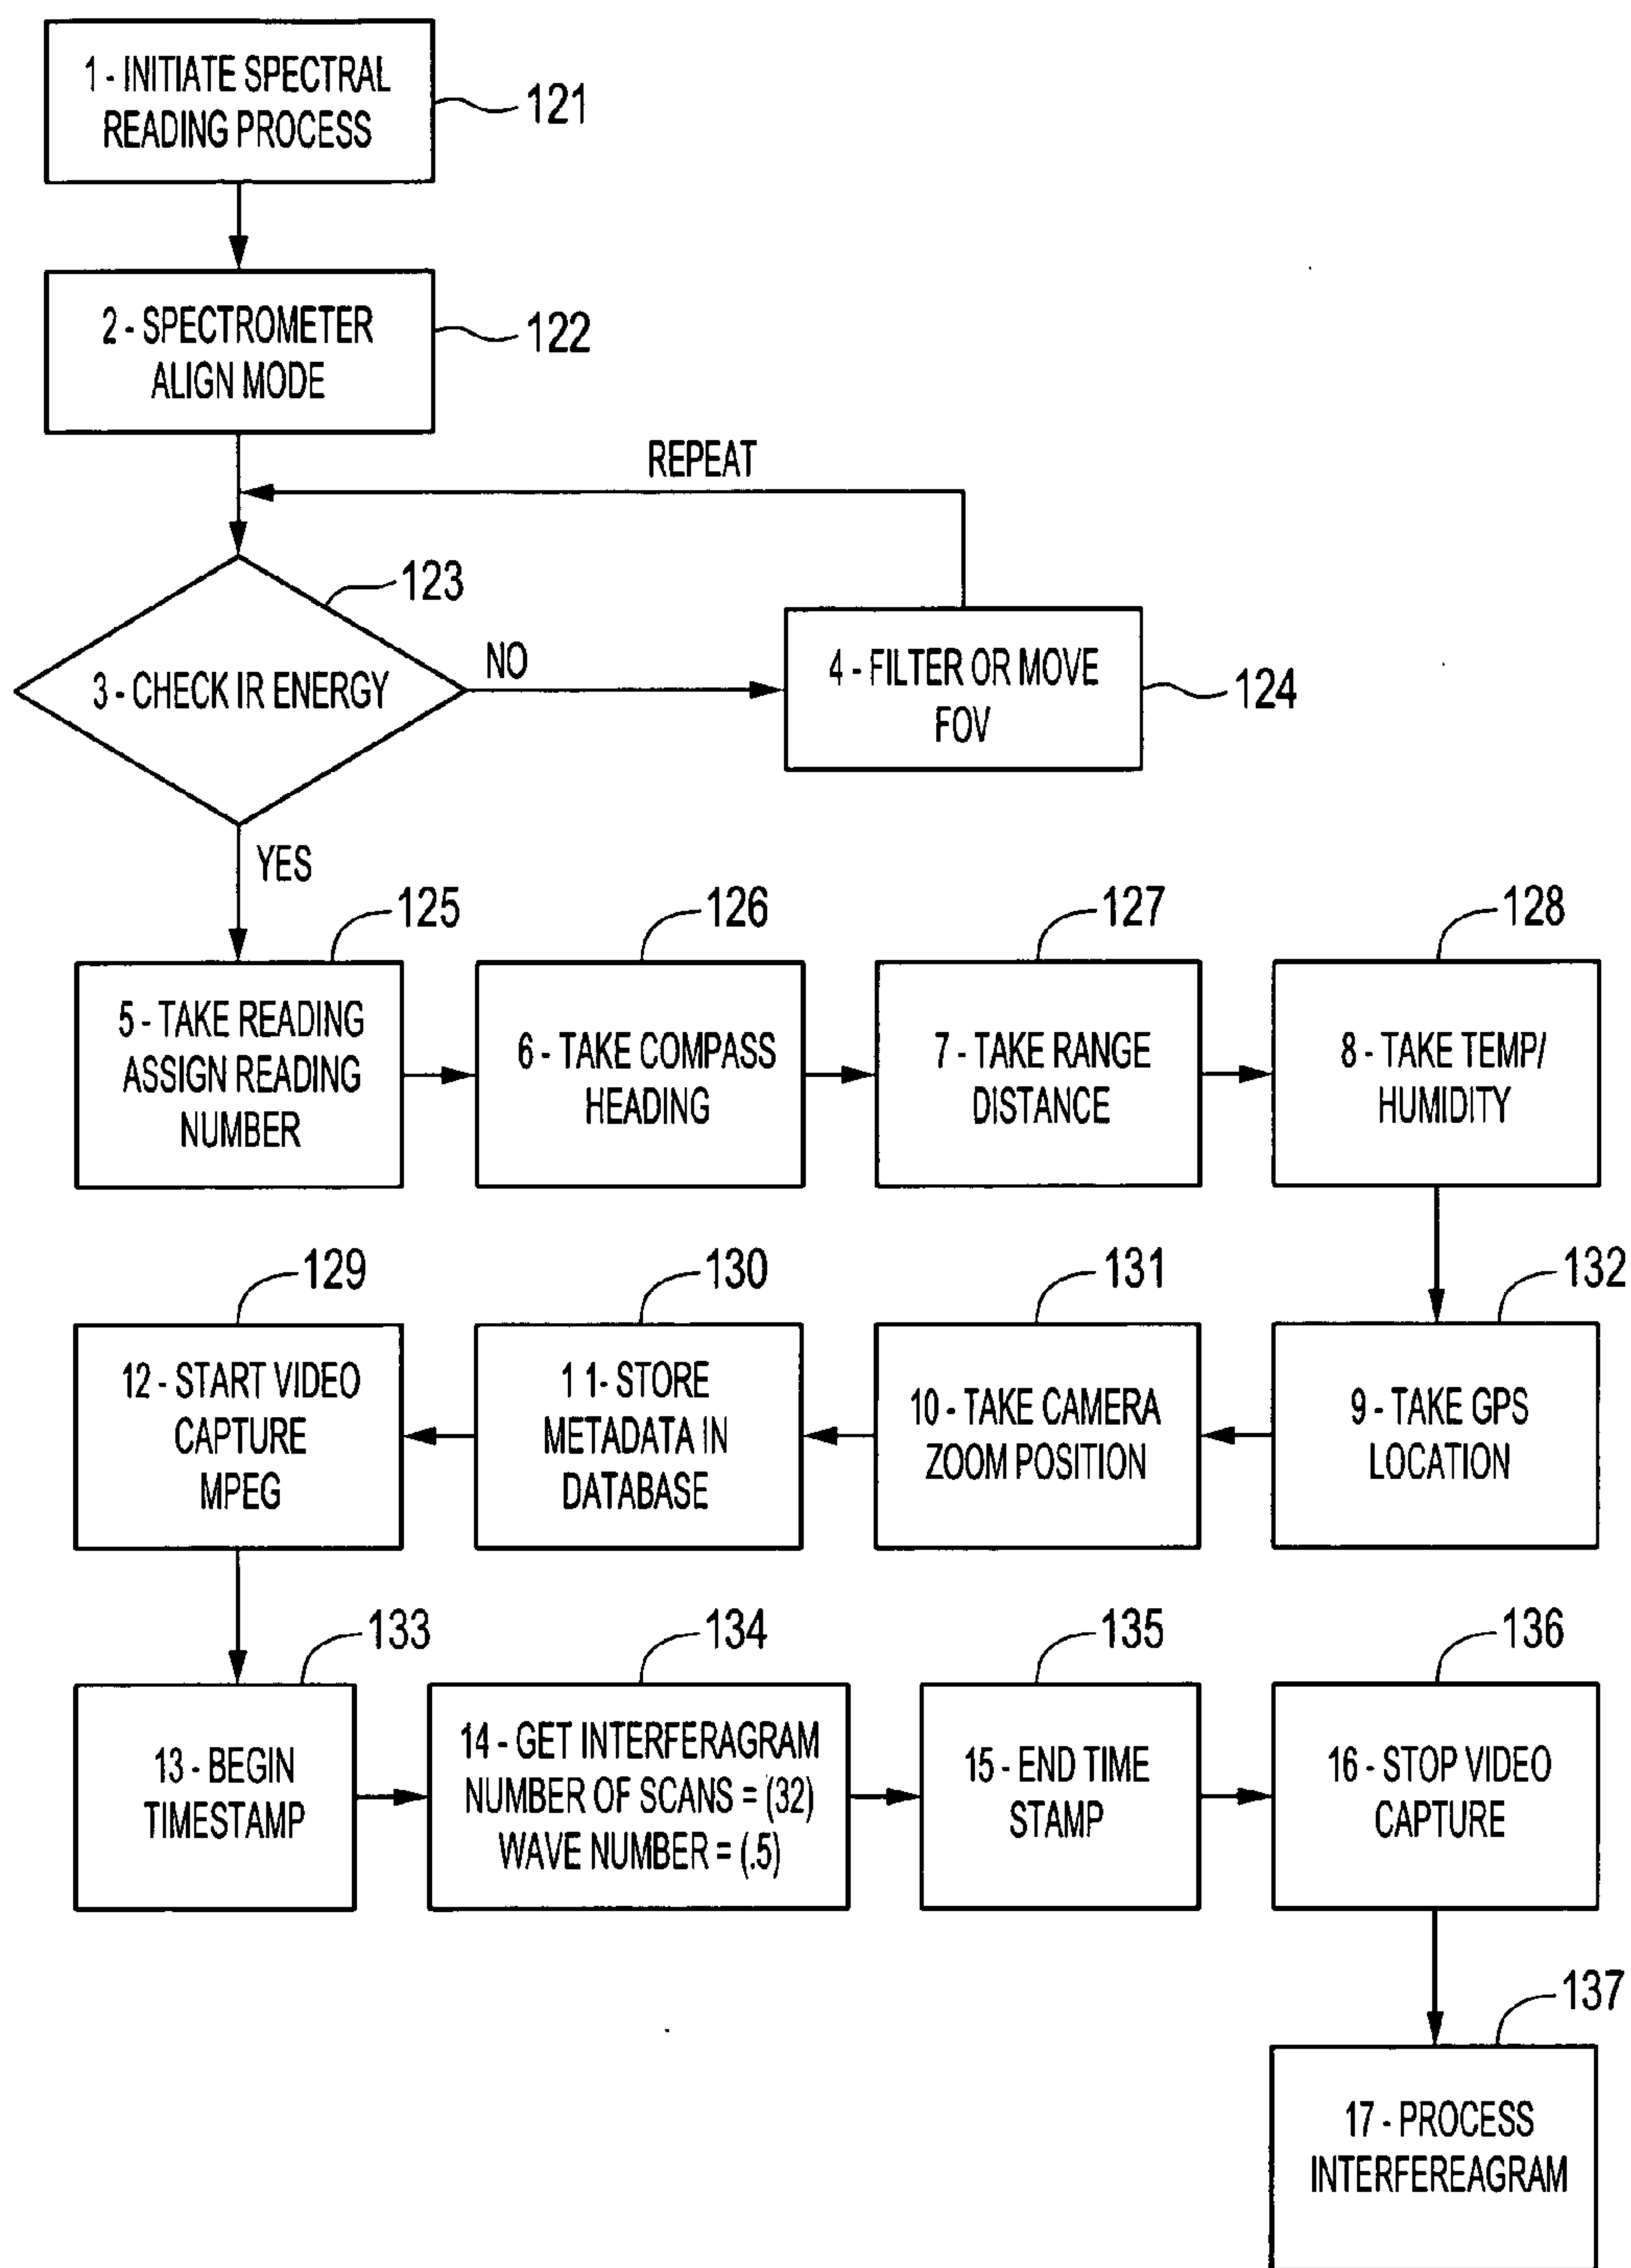 1 - INITIATE SPECTRAL
READING PROCESS
121
2 - SPECTROMETER
ALIGN MODE
122
REPEAT
123
3 - CHECK IR ENERGY
NO
4 - FILTER OR MOVE
FOV
124
YES
125
5 - TAKE READING
ASSIGN READING
NUMBER
126
6 - TAKE COMPASS
HEADING
127
7 - TAKE RANGE
DISTANCE
128
8 - TAKE TEMP/
HUMIDITY
132
9 - TAKE GPS
LOCATION
131
10 - TAKE CAMERA
ZOOM POSITION
130
11- STORE
METADATA IN
DATABASE
129
12 - START VIDEO
CAPTURE
MPEG
133
13 - BEGIN
TIMESTAMP
134
14 - GET INTERFERAGRAM
NUMBER OF SCANS = (32)
WAVE NUMBER = (.5)
135
15 - END TIME
STAMP
136
16 - STOP VIDEO
CAPTURE
137
17 - PROCESS
INTERFEREAGRAM